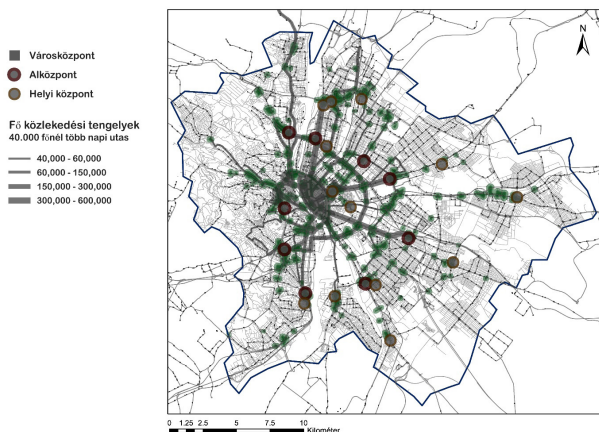 Városközpont
Alközpont
Helyi központ
Fő közlekedési tengelyek
40.000 főnél több napi utas
40,000 - 60,000
60,000 - 150,000
150,000 - 300,000
300,000 - 600,000
N
0 1.25 2.5 5 7.5 10
Kilométer